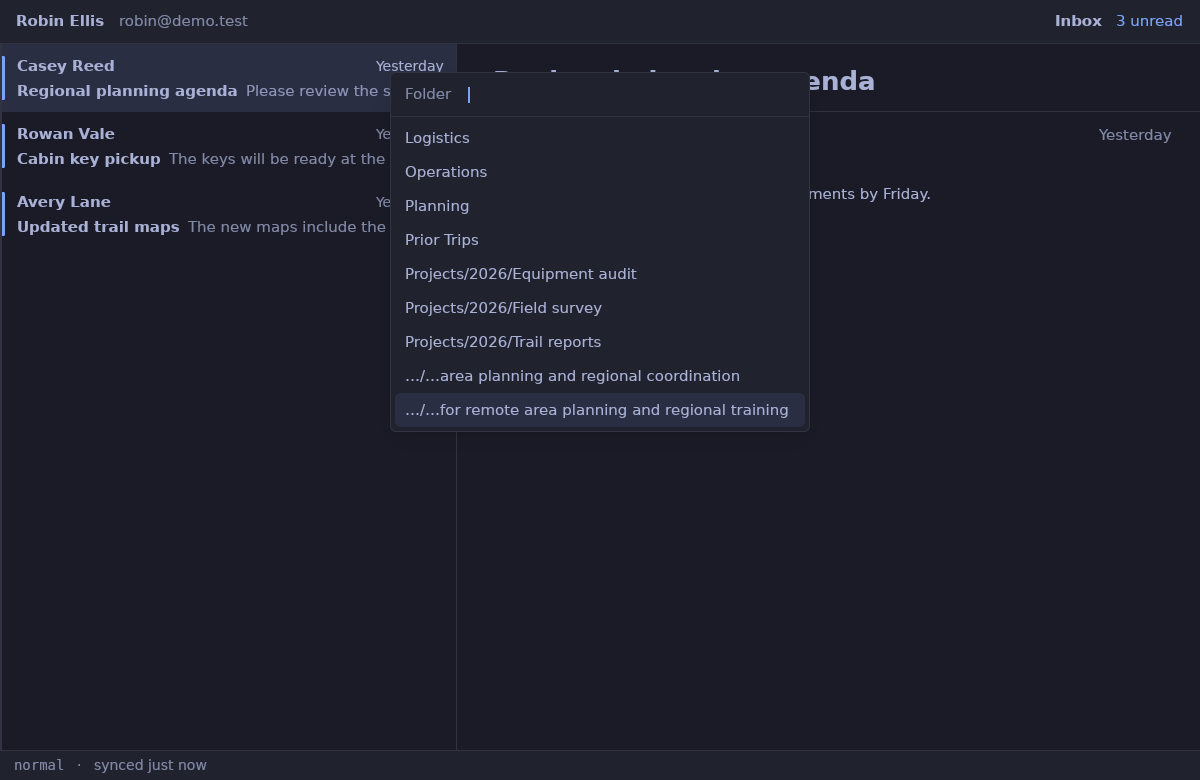 Robin Ellis robin@demo.test
Inbox 3 unread
Casey Reed Yesterday
Regional planning agenda Please review the
Rowan Vale
Cabin key pickup The keys will be ready at the
Avery Lane
Updated trail maps The new maps include the
Folder
Logistics
Operations
Planning
Prior Trips
Projects/2026/Equipment audit
Projects/2026/Field survey
Projects/2026/Trail reports
…/…area planning and regional coordination
…/…for remote area planning and regional training
Yesterday
by Friday.
normal · synced just now